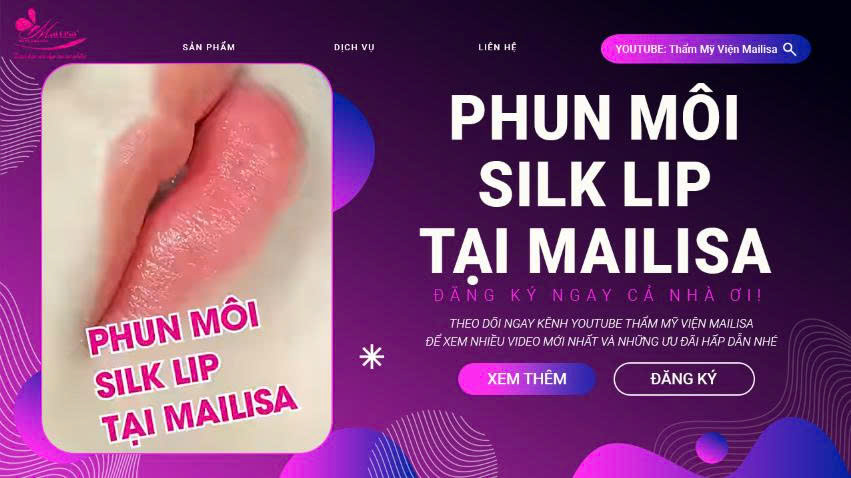 MaiLisa
SẢN PHẨM
DỊCH VỤ
LIÊN HỆ
YOUTUBE: Thẩm Mỹ Viện Mailisa
PHUN MÔI
SILK LIP
TẠI MAILISA
ĐĂNG KÝ NGAY CẢ NHÀ ƠI!
THEO DÕI NGAY KÊNH YOUTUBE THẨM MỸ VIỆN MAILISA
ĐỂ XEM NHIỀU VIDEO MỚI NHẤT VÀ NHỮNG ƯU ĐÃI HẤP DẪN NHÉ
XEM THÊM
ĐĂNG KÝ
PHUN MÔI
SILK LIP
TẠI MAILISA